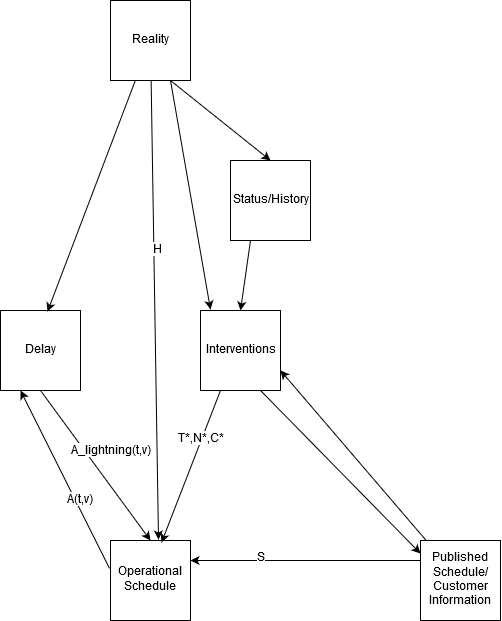 Reality
Status/History
H
Delay
Interventions
T*,N*,C*
A_lightning(t,v)
A(t,v)
S
Operational
Schedule
Published
Schedule/
Customer
Information